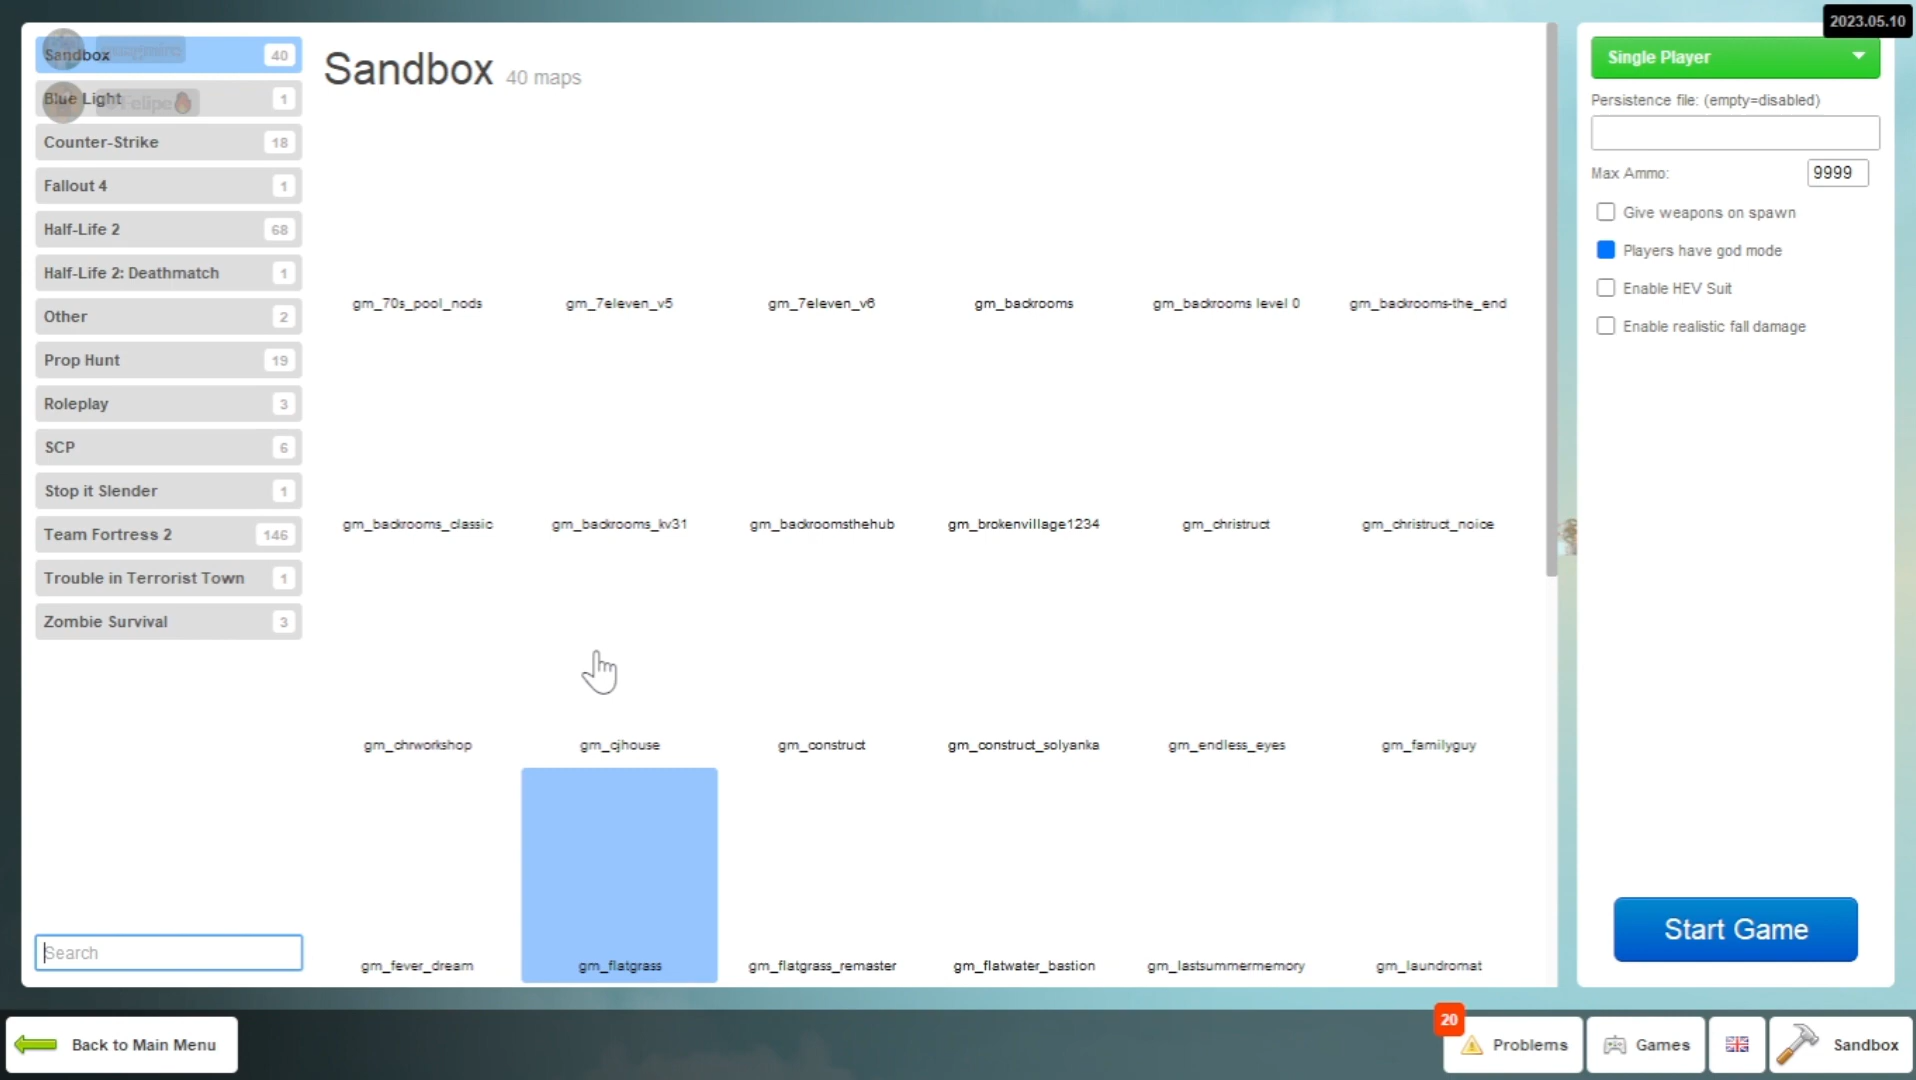 2023.05.10
Sandbox 40
Blue Light 1
Felipe🔥
Counter-Strike 18
Fallout 4 1
Half-Life 2 68
Half-Life 2: Deathmatch 1
Other 2
Prop Hunt 19
Roleplay 3
SCP 6
Stop it Slender 1
Team Fortress 2 146
Trouble in Terrorist Town 1
Zombie Survival 3
Search
Sandbox 40 maps
gm_70s_pool_nods gm_7eleven_v5 gm_7eleven_v6 gm_backrooms gm_backrooms level 0 gm_backrooms-the_end
gm_backrooms_classic gm_backrooms_kv31 gm_backroomsthehub gm_brokenvillage1234 gm_christruct gm_christruct_noice
gm_chrworkshop gm_cjhouse gm_construct gm_construct_solyanka gm_endless_eyes gm_familyguy
gm_fever_dream gm_flatgrass gm_flatgrass_remaster gm_flatwater_bastion gm_lastsummermemory gm_laundromat
Single Player
Persistence file: (empty=disabled)
Max Ammo: 9999
Give weapons on spawn
Players have god mode
Enable HEV Suit
Enable realistic fall damage
Start Game
Back to Main Menu
20
Problems
Games
Sandbox